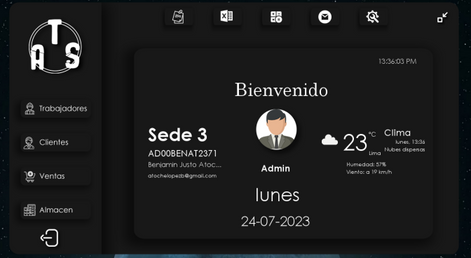 T
A S
Trabajadores
Clientes
Ventas
Almacen
13:36:03 PM
Bienvenido
Sede 3
AD00BENAT2371
Benjamin Justo Atoc...
atochelopezb@gmail.com
Admin
lunes
24-07-2023
23 °C
Lima
Clima
lunes, 13:36
Nubes dispersas
Humedad: 57%
Viento: a 19 km/h